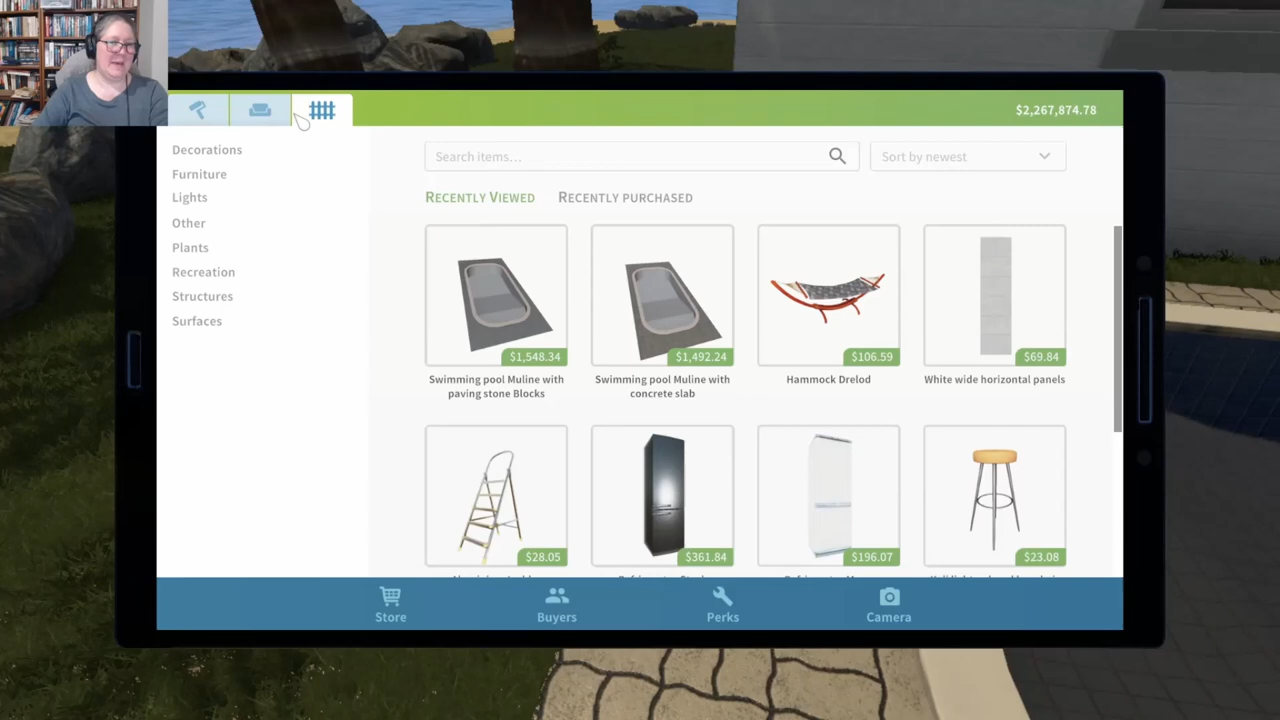 $2,267,874.78
Decorations
Furniture
Lights
Other
Plants
Recreation
Structures
Surfaces
Search items...
Sort by newest
RECENTLY VIEWED
RECENTLY PURCHASED
$1,548.34
$1,492.24
$106.59
$69.84
Swimming pool Muline with
paving stone Blocks
Swimming pool Muline with
concrete slab
Hammock Drelod
White wide horizontal panels
$28.05
$361.84
$196.07
$23.08
Store
Buyers
Perks
Camera